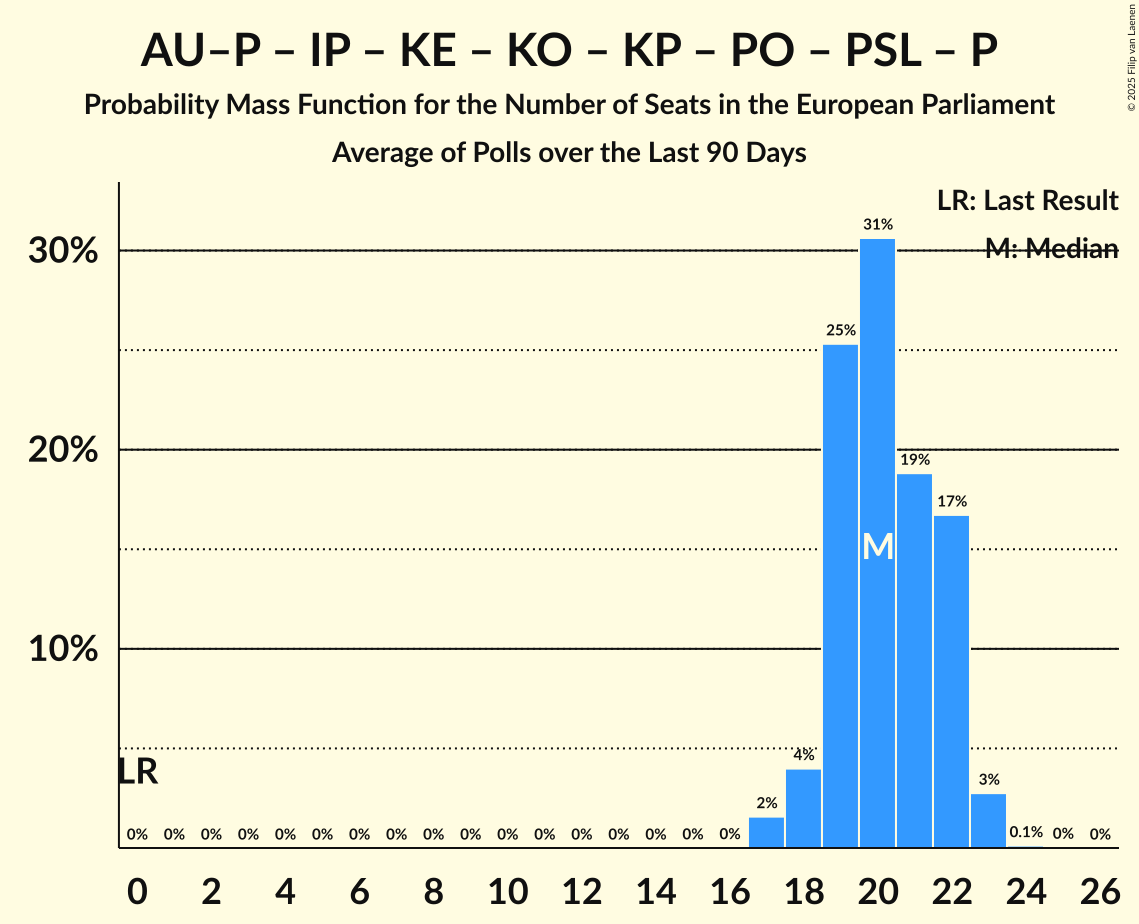 AU–P – IP – KE – KO – KP – PO – PSL – P
Probability Mass Function for the Number of Seats in the European Parliament
Average of Polls over the Last 90 Days
© 2025 Filip van Laenen
LR: Last Result
M: Median
30%
20%
10%
31%
25%
19%
17%
M
LR
4%
3%
2%
0% 0% 0% 0% 0% 0% 0% 0% 0% 0% 0% 0% 0% 0% 0% 0% 0% 0.1% 0% 0%
0 2 4 6 8 10 12 14 16 18 20 22 24 26